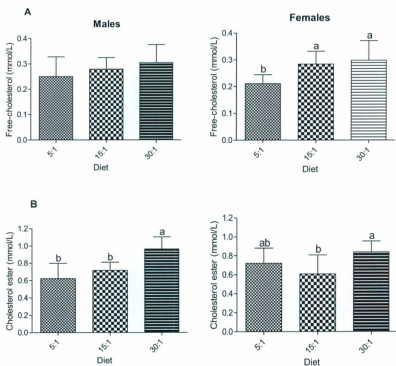 A
Males
Females
Free-cholesterol (mmol/L)
0.4
0.3
0.2
0.1
0.0
5:1
15:1
30:1
Diet
Free-cholesterol (mmol/L)
0.4
0.3
0.2
0.1
0.0
b
a
a
5:1
15:1
30:1
Diet
B
Cholesterol ester (mmol/L)
1.2
1.0
0.8
0.6
0.4
0.2
0.0
b
b
a
5:1
15:1
30:1
Diet
Cholesterol ester (mmol/L)
1.2
1.0
0.8
0.6
0.4
0.2
0.0
ab
b
a
5:1
15:1
30:1
Diet